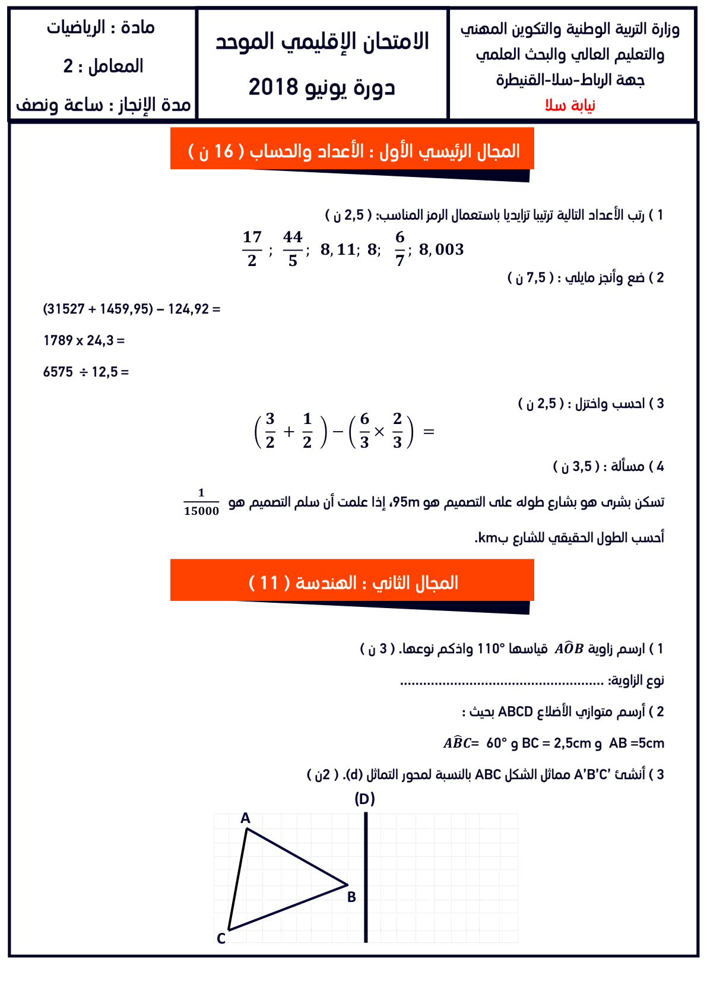 وزارة التربية الوطنية والتكوين المهني
والتعليم العالي والبحث العلمي
جهة الرباط-سلا-القنيطرة
نيابة سلا
الامتحان الإقليمي الموحد
دورة يونيو 2018
مادة : الرياضيات
المعامل : 2
مدة الإنجاز : ساعة ونصف
المجال الرئيسي الأول : الأعداد والحساب ( 16 ن )
1 ) رتب الأعداد التالية ترتيبا تزايديا باستعمال الرمز المناسب: ( 2,5 ن )
17/2 ; 44/5 ; 8,11; 8; 6/7 ; 8,003
2 ) ضع وأنجز مايلي : ( 7,5 ن )
(31527 + 1459,95) – 124,92 =
1789 x 24,3 =
6575 ÷ 12,5 =
3 ) احسب واختزل : ( 2,5 ن )
(3/2 + 1/2) − (6/3 × 2/3) =
4 ) مسألة : ( 3,5 ن )
تسكن بشرى هو بشارع طوله على التصميم هو 95m، إذا علمت أن سلم التصميم هو 1/15000
أحسب الطول الحقيقي للشارع بkm.
المجال الثاني : الهندسة ( 11 )
1 ) ارسم زاوية AÔB قياسها °110 واذكم نوعها. ( 3 ن )
نوع الزاوية: .....................................................
2 ) أرسم متوازي الأضلاع ABCD بحيث :
AB =5cm و BC = 2,5cm و AB̂C= 60°
3 ) أنشئ A’B’C’ مماثل الشكل ABC بالنسبة لمحور التماثل (d). ( 2ن )
(D)
A
B
C